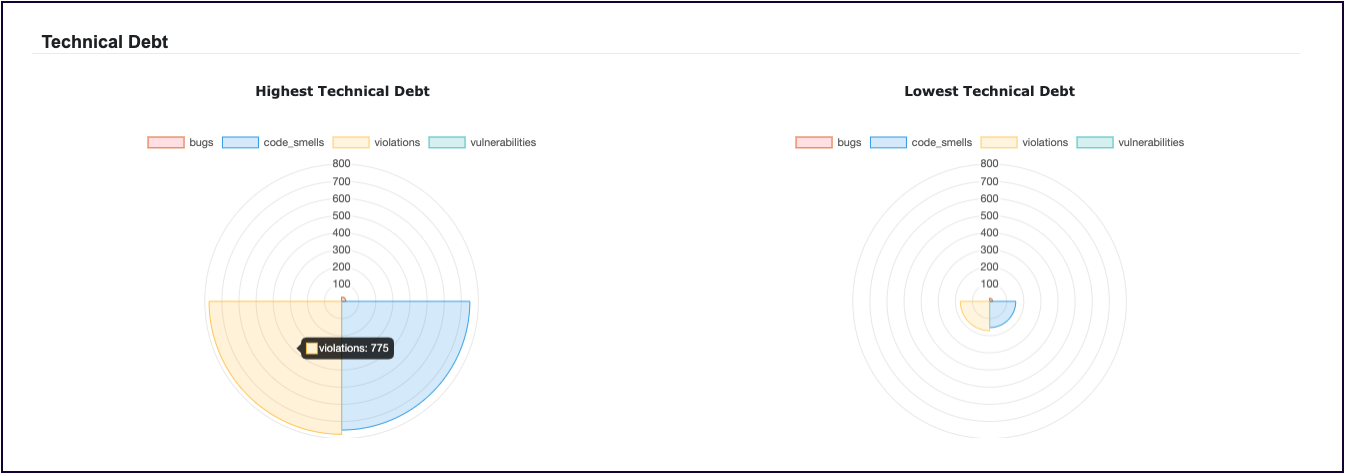 Technical Debt
Highest Technical Debt
bugs code_smells violations vulnerabilities
800
700
600
500
400
300
200
100
violations: 775
Lowest Technical Debt
bugs code_smells violations vulnerabilities
800
700
600
500
400
300
200
100